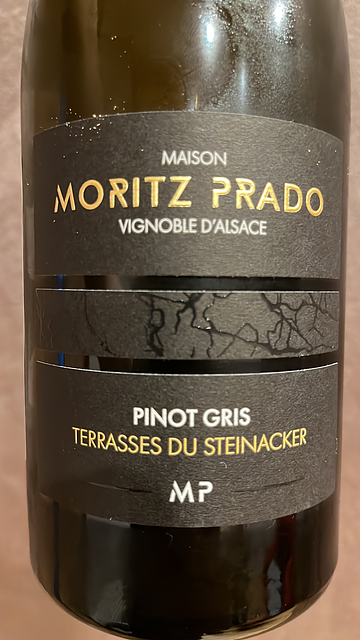 MAISON
MORITZ PRADO
VIGNOBLE D'ALSACE
PINOT GRIS
TERRASSES DU STEINACKER
MP